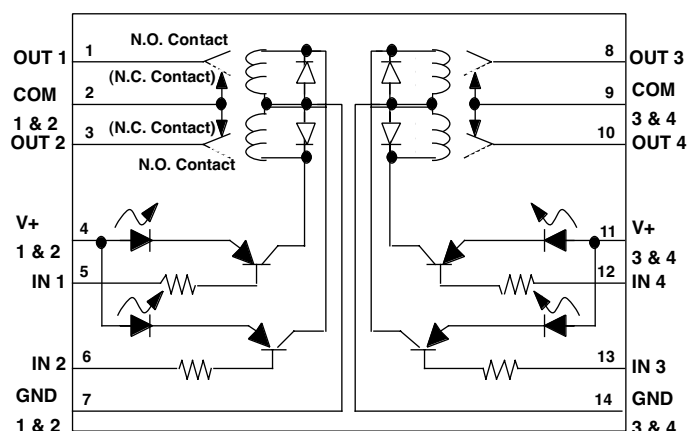 1 N.O. Contact
OUT 1
(N.C. Contact)
COM 2
1 & 2
3 (N.C. Contact)
OUT 2
N.O. Contact
V+ 4
1 & 2
5
IN 1
6
IN 2
GND 7
1 & 2
8 OUT 3
9 COM
3 & 4
10 OUT 4
11 V+
3 & 4
12 IN 4
13 IN 3
14 GND
3 & 4